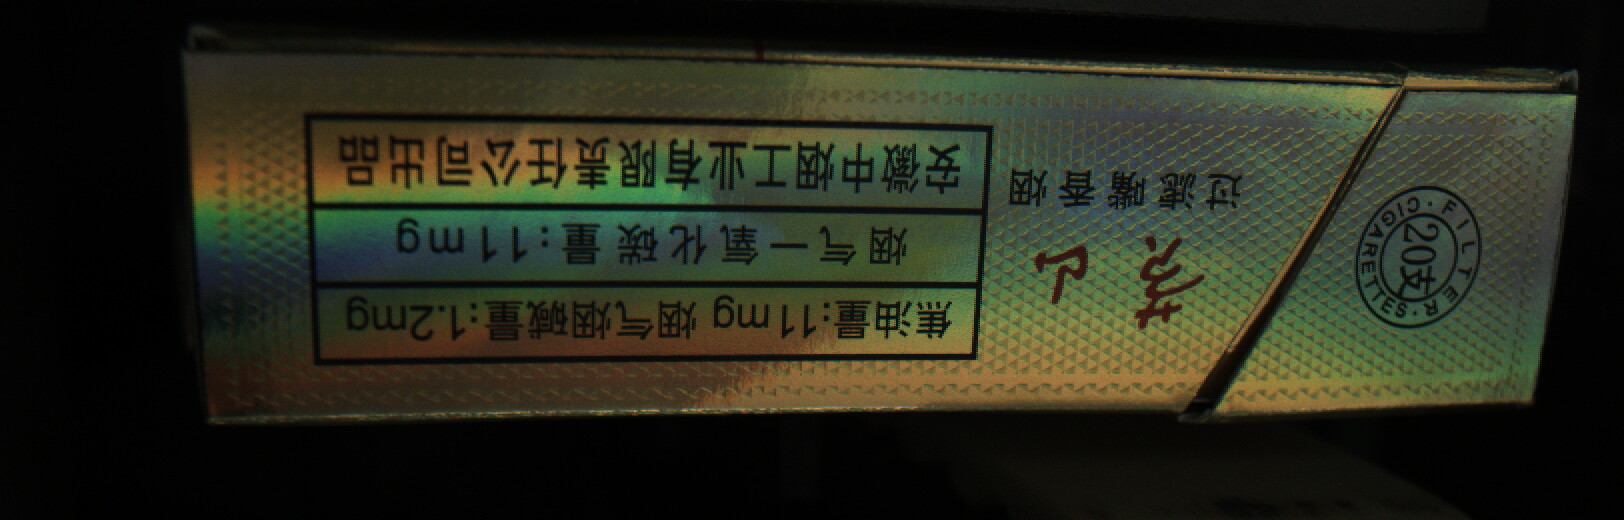 FILTER · CIGARETTES ·
20支
黄山
过滤嘴香烟
焦油量:11mg 烟气烟碱量:1.2mg
烟气一氧化碳量:11mg
安徽中烟工业有限责任公司出品